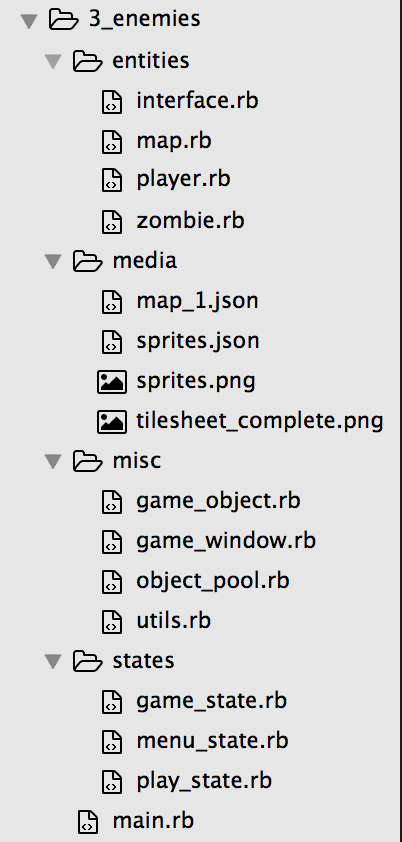 3_enemies
entities
interface.rb
map.rb
player.rb
zombie.rb
media
map_1.json
sprites.json
sprites.png
tilesheet_complete.png
misc
game_object.rb
game_window.rb
object_pool.rb
utils.rb
states
game_state.rb
menu_state.rb
play_state.rb
main.rb